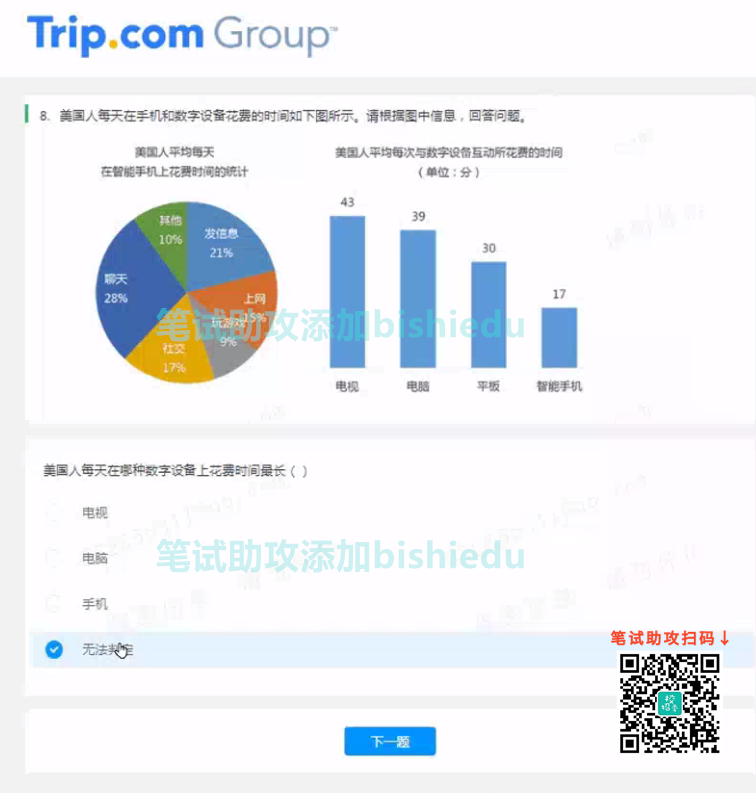 Trip.com Group™
8. 美国人每天在手机和数字设备花费的时间如下图所示。请根据图中信息，回答问题。
美国人平均每天
在智能手机上花费时间的统计
美国人平均每次与数字设备互动所花费的时间
（单位：分）
其他
10%
发信息
21%
聊天
28%
上网
15%
玩游戏
9%
社交
17%
43
39
30
17
电视
电脑
平板
智能手机
笔试助攻添加bishiedu
美国人每天在哪种数字设备上花费时间最长（ ）
电视
笔试助攻添加bishiedu
电脑
手机
无法判定
笔试助攻扫码↓
下一题